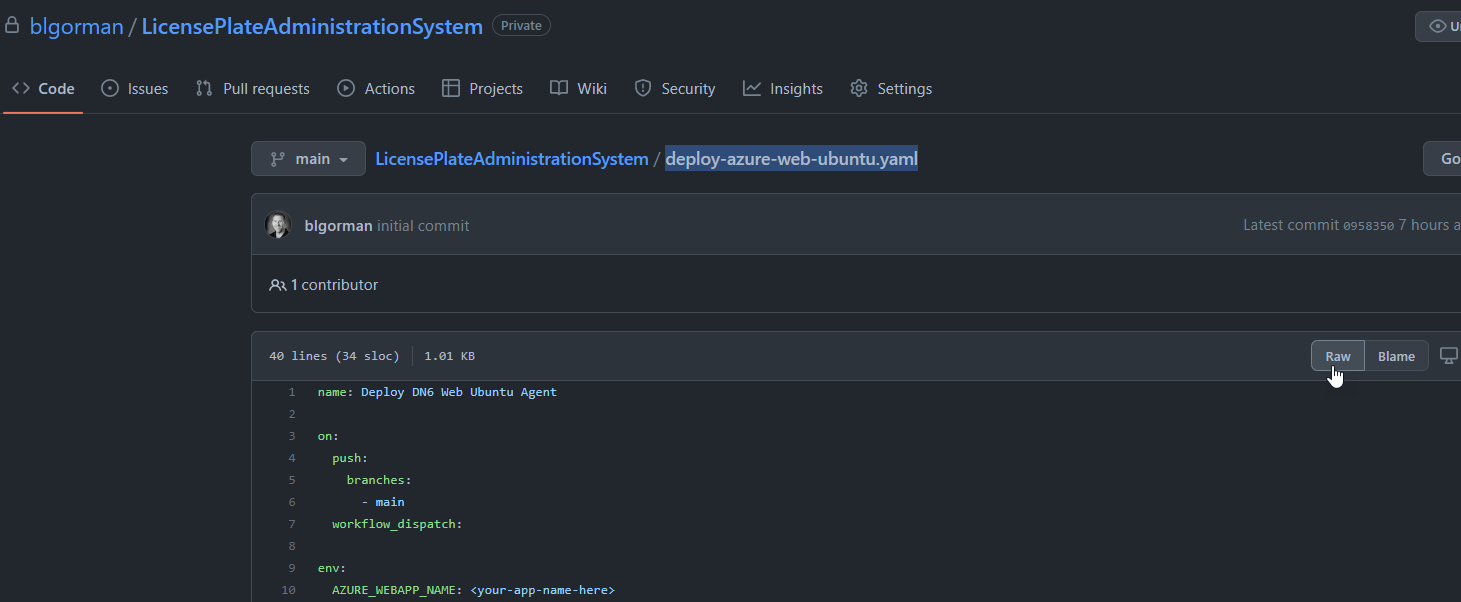 blgorman / LicensePlateAdministrationSystem Private
Code Issues Pull requests Actions Projects Wiki Security Insights Settings
main LicensePlateAdministrationSystem / deploy-azure-web-ubuntu.yaml Go
blgorman initial commit Latest commit 0958350 7 hours a
1 contributor
40 lines (34 sloc) 1.01 KB Raw Blame
1 name: Deploy DN6 Web Ubuntu Agent
2
3 on:
4 push:
5 branches:
6 - main
7 workflow_dispatch:
8
9 env:
10 AZURE_WEBAPP_NAME: <your-app-name-here>